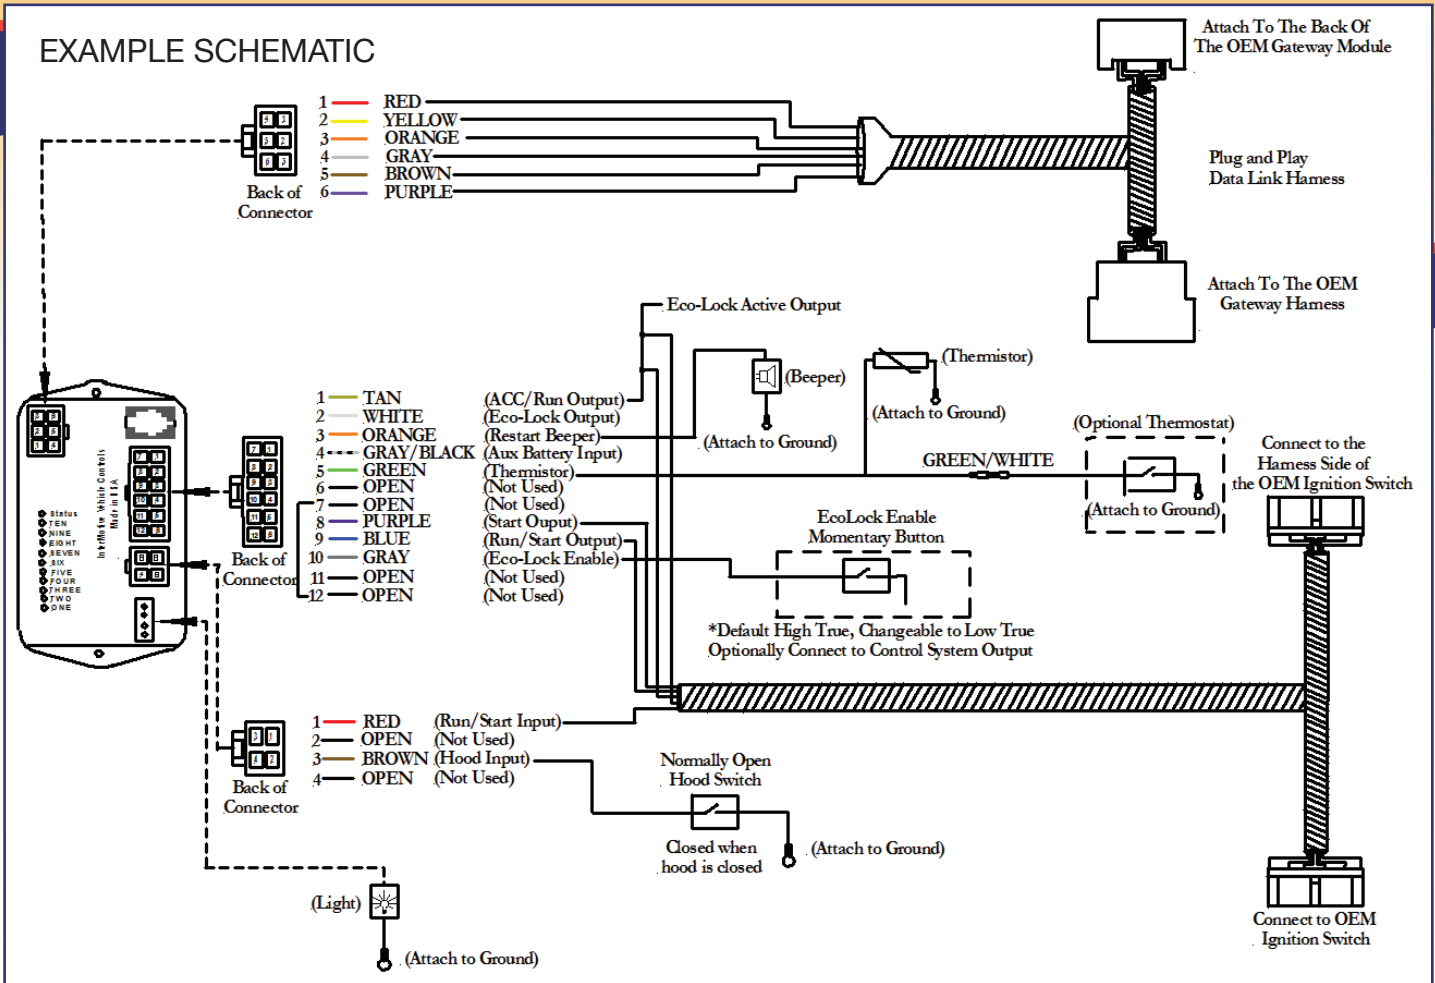 EXAMPLE SCHEMATIC
Attach To The Back Of
The OEM Gateway Module
1 RED
2 YELLOW
3 ORANGE
4 GRAY
5 BROWN
6 PURPLE
Back of
Connector
Plug and Play
Data Link Harness
Attach To The OEM
Gateway Harness
Eco-Lock Active Output
(Beeper)
(Attach to Ground)
(Thermistor)
(Attach to Ground)
(Optional Thermostat)
(Attach to Ground)
GREEN/WHITE
Connect to the
Harness Side of
the OEM Ignition Switch
1 TAN (ACC/Run Output)
2 WHITE (Eco-Lock Output)
3 ORANGE (Restart Beeper)
4 GRAY/BLACK (Aux Battery Input)
5 GREEN (Thermistor)
6 OPEN (Not Used)
7 OPEN (Not Used)
8 PURPLE (Start Ouput)
9 BLUE (Run/Start Output)
10 GRAY (Eco-Lock Enable)
11 OPEN (Not Used)
12 OPEN (Not Used)
Back of
Connector
InterMotive Vehicle Controls
Made in USA
Status
TEN
NINE
EIGHT
SEVEN
SIX
FIVE
FOUR
THREE
TWO
ONE
EcoLock Enable
Momentary Button
*Default High True, Changeable to Low True
Optionally Connect to Control System Output
1 RED (Run/Start Input)
2 OPEN (Not Used)
3 BROWN (Hood Input)
4 OPEN (Not Used)
Back of
Connector
Normally Open
Hood Switch
Closed when
hood is closed
(Attach to Ground)
(Light)
(Attach to Ground)
Connect to OEM
Ignition Switch